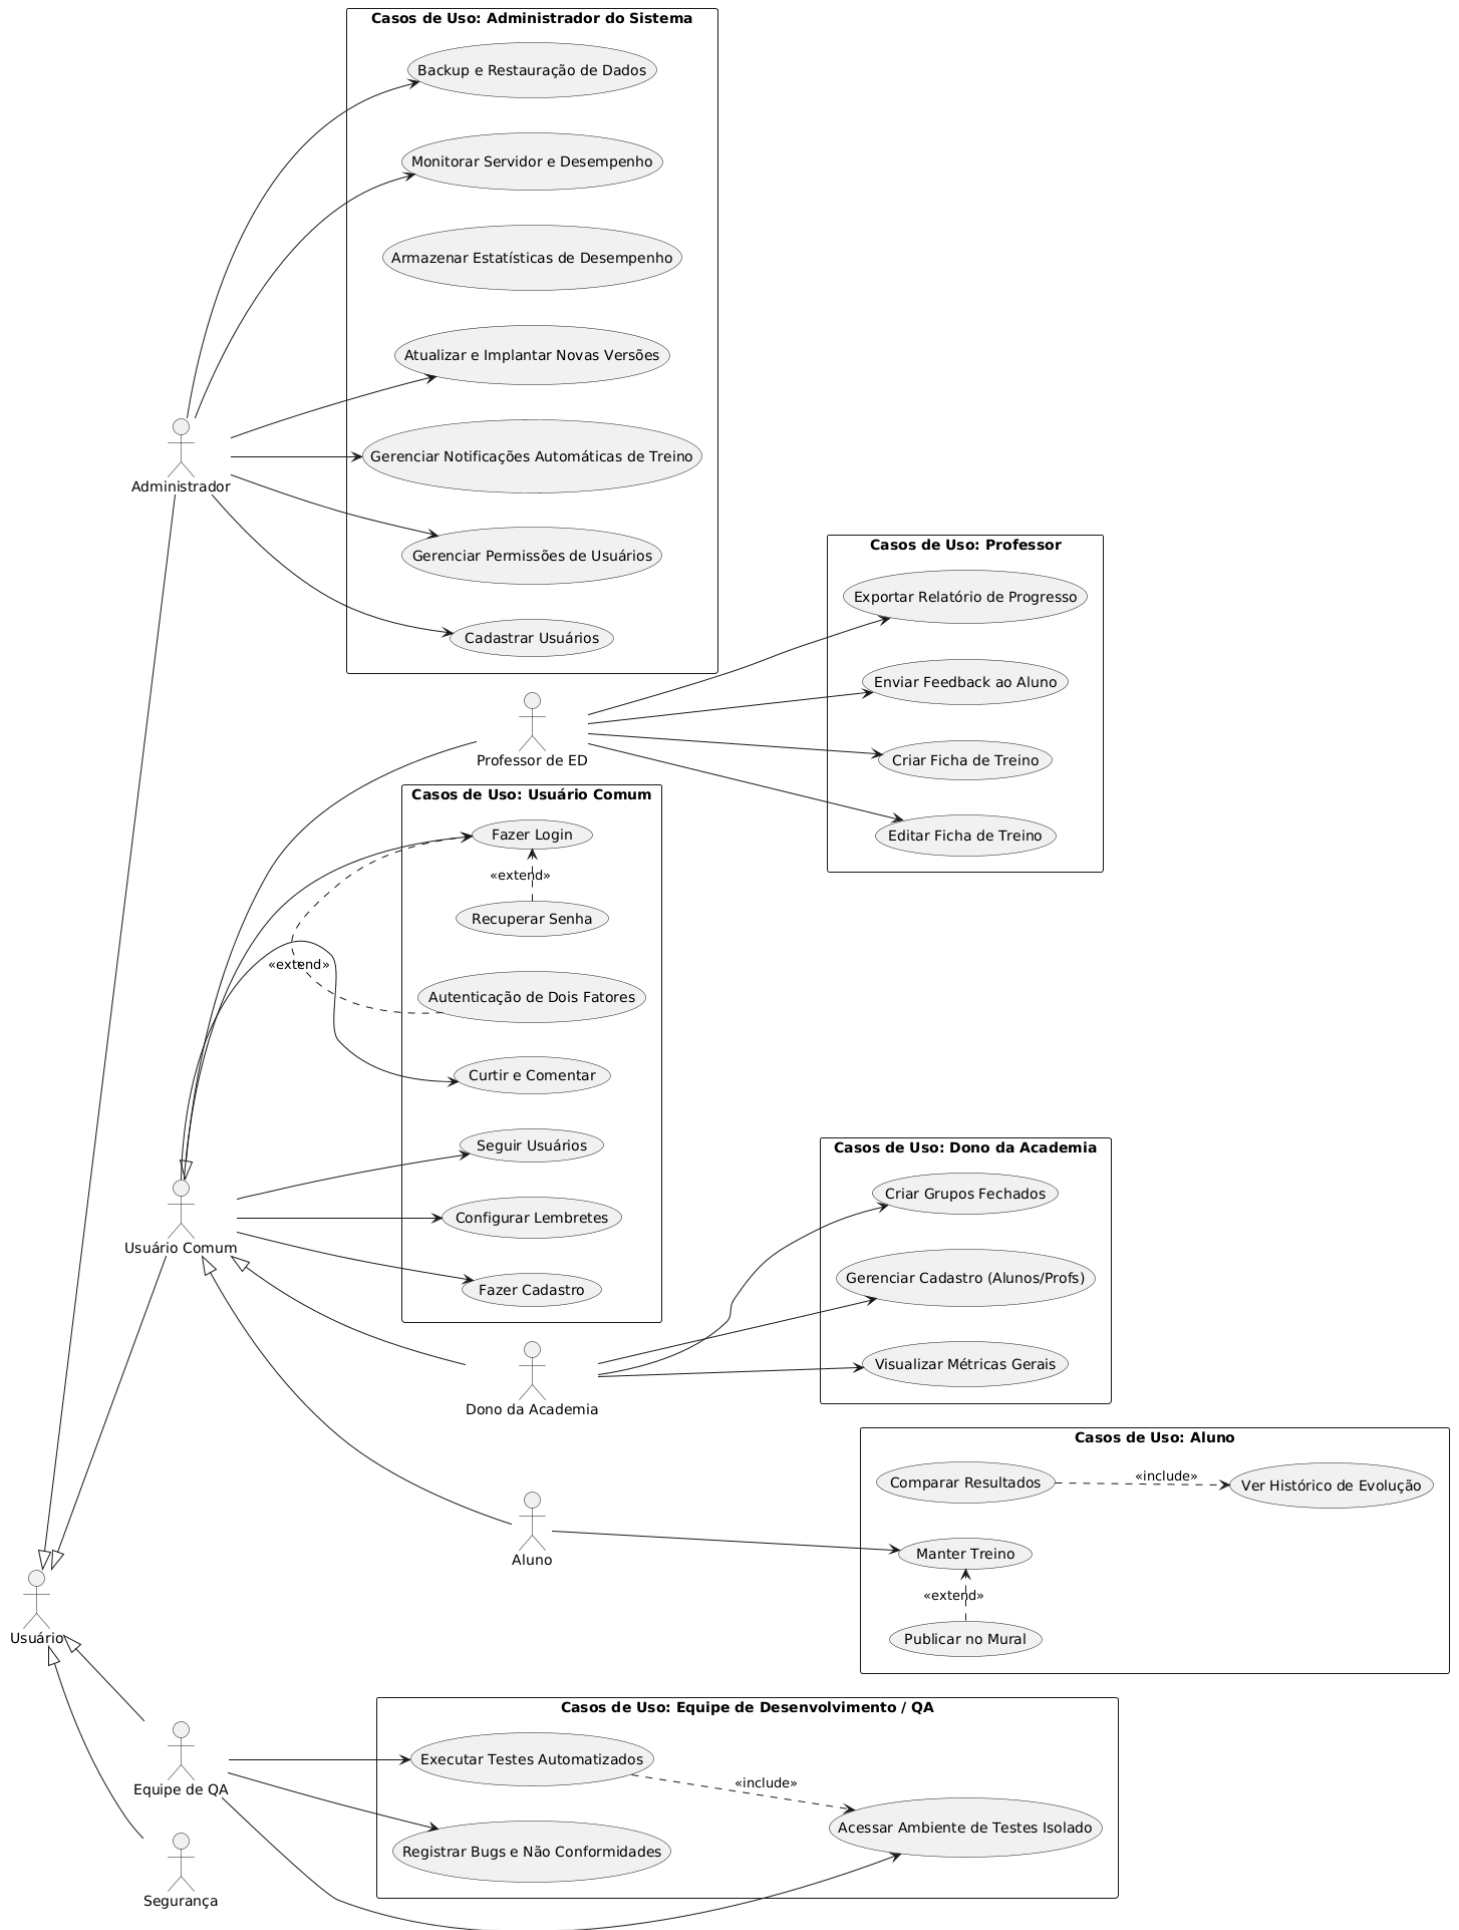 Casos de Uso: Administrador do Sistema
Backup e Restauração de Dados
Monitorar Servidor e Desempenho
Armazenar Estatísticas de Desempenho
Atualizar e Implantar Novas Versões
Gerenciar Notificações Automáticas de Treino
Administrador
Gerenciar Permissões de Usuários
Cadastrar Usuários
Casos de Uso: Professor
Exportar Relatório de Progresso
Enviar Feedback ao Aluno
Criar Ficha de Treino
Editar Ficha de Treino
Professor de ED
Casos de Uso: Usuário Comum
Fazer Login
«extend»
Recuperar Senha
«extend»
Autenticação de Dois Fatores
Curtir e Comentar
Seguir Usuários
Configurar Lembretes
Usuário Comum
Fazer Cadastro
Casos de Uso: Dono da Academia
Criar Grupos Fechados
Gerenciar Cadastro (Alunos/Profs)
Visualizar Métricas Gerais
Dono da Academia
Casos de Uso: Aluno
Comparar Resultados
«include»
Ver Histórico de Evolução
Manter Treino
Aluno
«extend»
Publicar no Mural
Usuário
Casos de Uso: Equipe de Desenvolvimento / QA
Executar Testes Automatizados
«include»
Equipe de QA
Acessar Ambiente de Testes Isolado
Registrar Bugs e Não Conformidades
Segurança